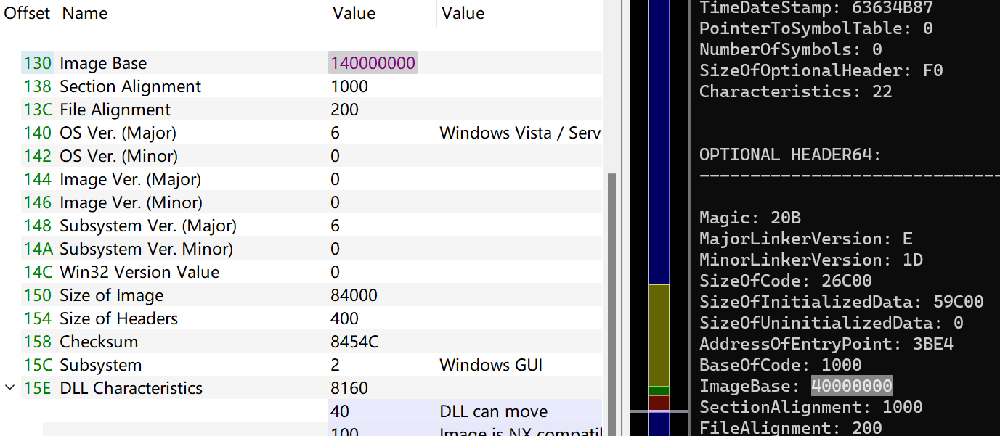 Offset Name Value Value
130 Image Base 140000000
138 Section Alignment 1000
13C File Alignment 200
140 OS Ver. (Major) 6 Windows Vista / Serv
142 OS Ver. (Minor) 0
144 Image Ver. (Major) 0
146 Image Ver. (Minor) 0
148 Subsystem Ver. (Major) 6
14A Subsystem Ver. Minor) 0
14C Win32 Version Value 0
150 Size of Image 84000
154 Size of Headers 400
158 Checksum 8454C
15C Subsystem 2 Windows GUI
15E DLL Characteristics 8160
40 DLL can move
100 Image is NX compatil
TimeDateStamp: 63634B87
PointerToSymbolTable: 0
NumberOfSymbols: 0
SizeOfOptionalHeader: F0
Characteristics: 22
OPTIONAL HEADER64:
------------------------------
Magic: 20B
MajorLinkerVersion: E
MinorLinkerVersion: 1D
SizeOfCode: 26C00
SizeOfInitializedData: 59C00
SizeOfUninitializedData: 0
AddressOfEntryPoint: 3BE4
BaseOfCode: 1000
ImageBase: 40000000
SectionAlignment: 1000
FileAlignment: 200